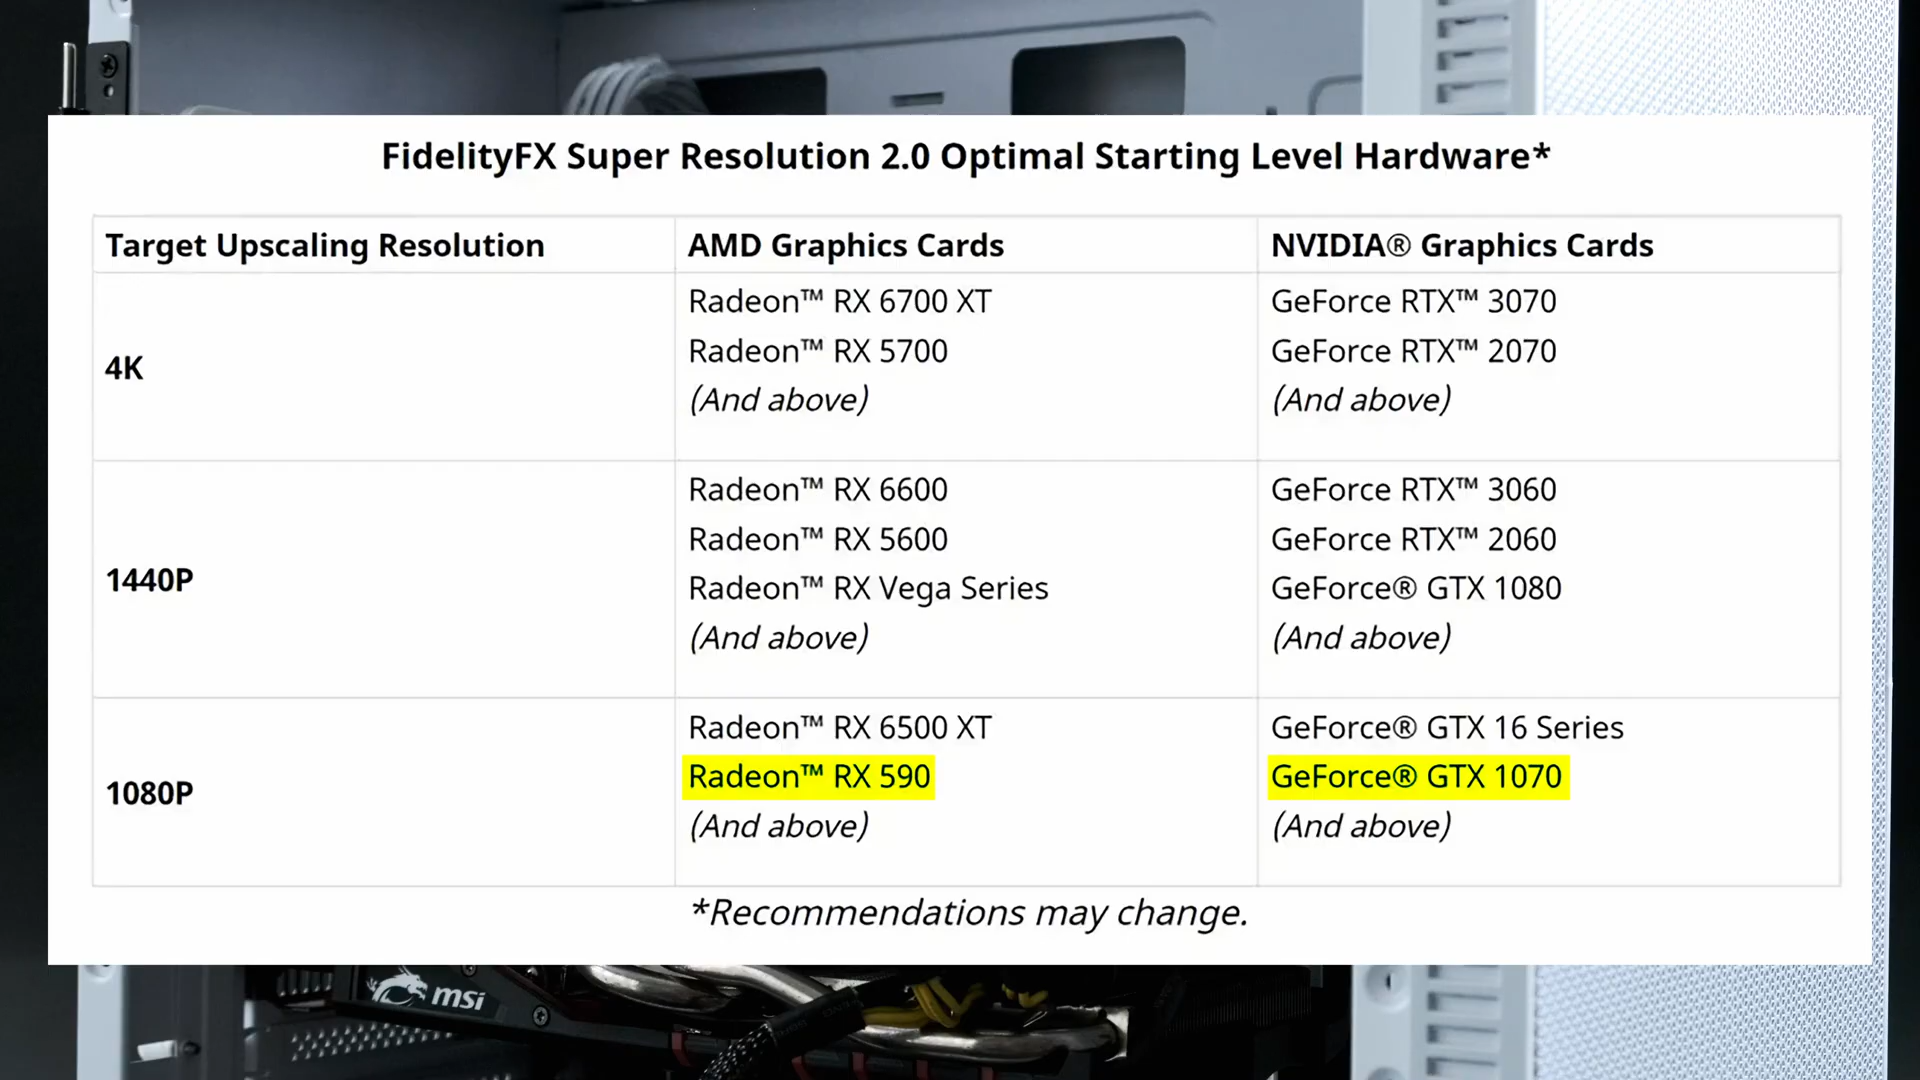 FidelityFX Super Resolution 2.0 Optimal Starting Level Hardware*
Target Upscaling Resolution
AMD Graphics Cards
NVIDIA® Graphics Cards
4K
Radeon™ RX 6700 XT
Radeon™ RX 5700
(And above)
GeForce RTX™ 3070
GeForce RTX™ 2070
(And above)
1440P
Radeon™ RX 6600
Radeon™ RX 5600
Radeon™ RX Vega Series
(And above)
GeForce RTX™ 3060
GeForce RTX™ 2060
GeForce® GTX 1080
(And above)
1080P
Radeon™ RX 6500 XT
Radeon™ RX 590
(And above)
GeForce® GTX 16 Series
GeForce® GTX 1070
(And above)
*Recommendations may change.
msi